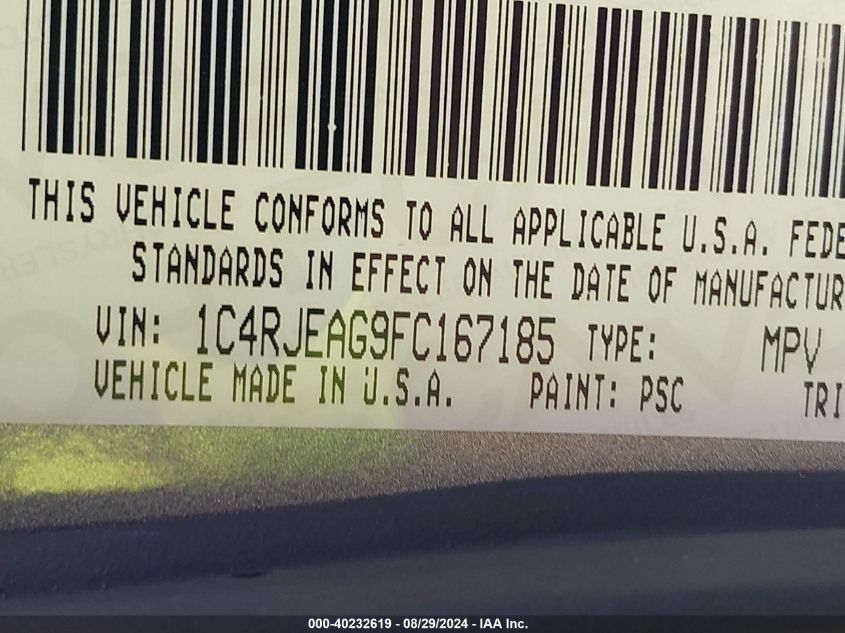 THIS VEHICLE CONFORMS TO ALL APPLICABLE U.S.A. FEDE
STANDARDS IN EFFECT ON THE DATE OF MANUFACTUR
VIN: 1C4RJEAG9FC167185 TYPE: MPV
VEHICLE MADE IN U.S.A. PAINT: PSC TRI
000-40232619 - 08/29/2024 - IAA Inc.